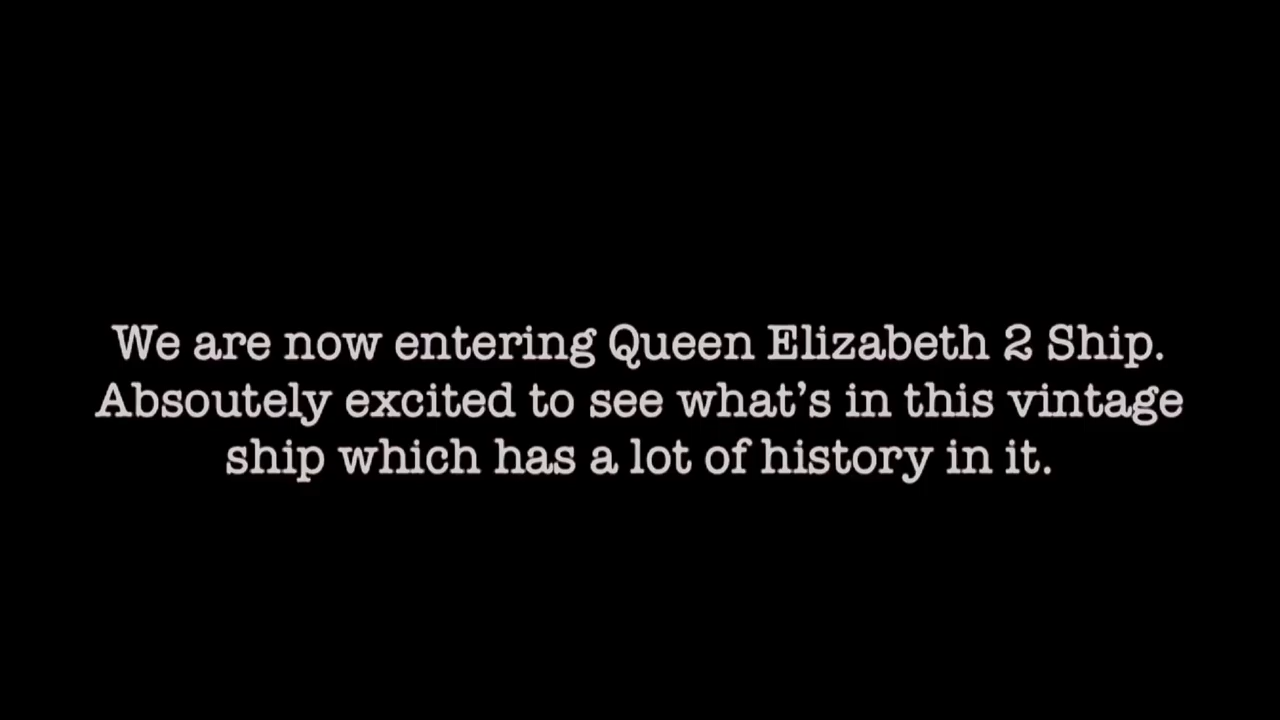 We are now entering Queen Elizabeth 2 Ship.
Absoutely excited to see what's in this vintage
ship which has a lot of history in it.